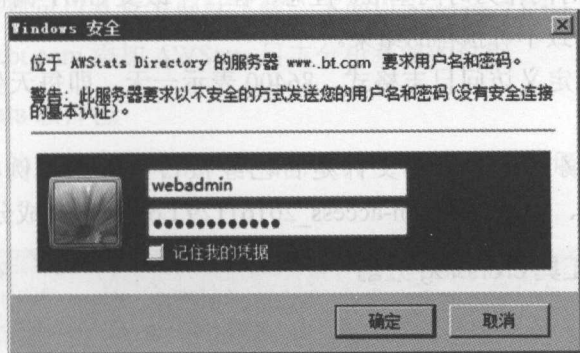 Windows 安全
位于 AWStats Directory 的服务器 www.bt.com 要求用户名和密码。
警告: 此服务器要求以不安全的方式发送您的用户名和密码(没有安全连接
的基本认证)。
webadmin
●●●●●●●●●●●●
记住我的凭据
确定
取消